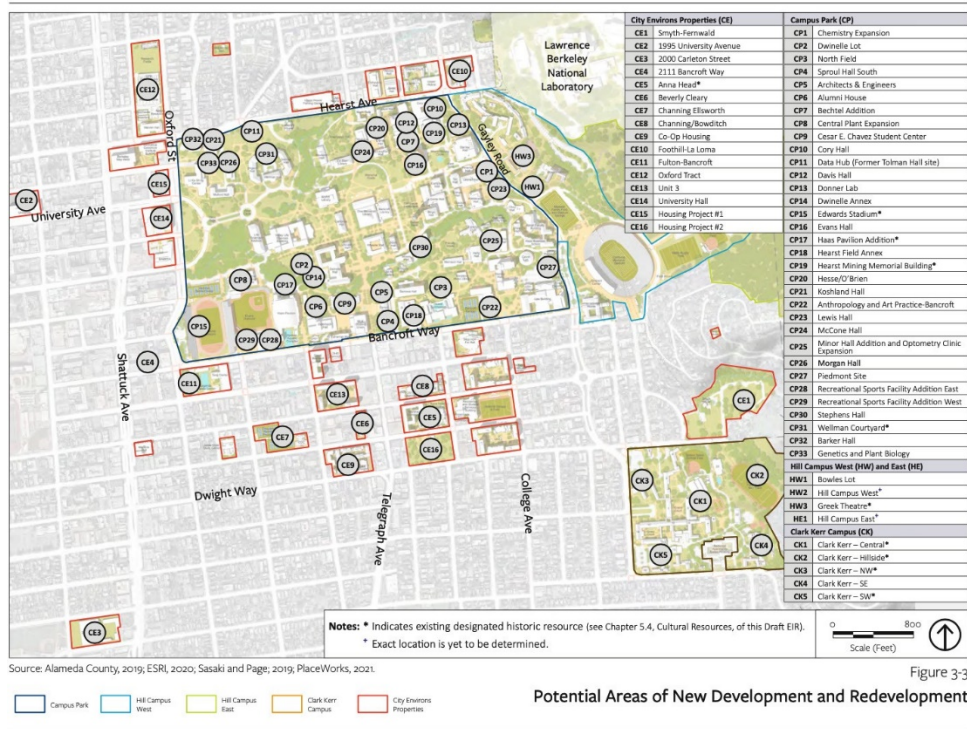 City Environs Properties (CE)
CE1 Smyth-Fernwald
CE2 1995 University Avenue
CE3 2000 Carleton Street
CE4 2111 Bancroft Way
CE5 Anna Head*
CE6 Beverly Cleary
CE7 Channing Ellsworth
CE8 Channing/Bowditch
CE9 Co-Op Housing
CE10 Foothill-La Loma
CE11 Fulton-Bancroft
CE12 Oxford Tract
CE13 Unit 3
CE14 University Hall
CE15 Housing Project #1
CE16 Housing Project #2
Campus Park (CP)
CP1 Chemistry Expansion
CP2 Dwinelle Lot
CP3 North Field
CP4 Sproul Hall South
CP5 Architects & Engineers
CP6 Alumni House
CP7 Bechtel Addition
CP8 Central Plant Expansion
CP9 Cesar E. Chavez Student Center
CP10 Cory Hall
CP11 Data Hub (Former Tolman Hall site)
CP12 Davis Hall
CP13 Donner Lab
CP14 Dwinelle Annex
CP15 Edwards Stadium*
CP16 Evans Hall
CP17 Haas Pavilion Addition*
CP18 Hearst Field Annex
CP19 Hearst Mining Memorial Building*
CP20 Hesse/O'Brien
CP21 Koshland Hall
CP22 Anthropology and Art Practice-Bancroft
CP23 Lewis Hall
CP24 McCone Hall
CP25 Minor Hall Addition and Optometry Clinic
Expansion
CP26 Morgan Hall
CP27 Piedmont Site
CP28 Recreational Sports Facility Addition East
CP29 Recreational Sports Facility Addition West
CP30 Stephens Hall
CP31 Wellman Courtyard*
CP32 Barker Hall
CP33 Genetics and Plant Biology
Hill Campus West (HW) and East (HE)
HW1 Bowles Lot
HW2 Hill Campus West+
HW3 Greek Theatre*
HE1 Hill Campus East+
Clark Kerr Campus (CK)
CK1 Clark Kerr – Central*
CK2 Clark Kerr – Hillside*
CK3 Clark Kerr – NW*
CK4 Clark Kerr – SE
CK5 Clark Kerr – SW*
Lawrence
Berkeley
National
Laboratory
Hearst Ave
Oxford St
Gayley Road
University Ave
Bancroft Way
Shattuck Ave
Dwight Way
Telegraph Ave
College Ave
CE10
CE12
CP10
CP12
CP13
CP20
CP19
CP11
CP32
CP21
CP7
CP24
CP31
CP33
CP26
CP16
HW3
CP1
CE15
CP23
HW1
CE2
CE14
CP25
CP30
CP2
CP27
CP14
CP8
CP17
CP3
CP5
CP6
CP9
CP22
CP18
CP4
CP15
CP29
CP28
CE4
CE11
CE8
CE13
CE1
CE5
CE6
CE7
CE16
CE9
CK2
CK3
CK1
CK4
CK5
CE3
Notes: * Indicates existing designated historic resource (see Chapter 5.4, Cultural Resources, of this Draft EIR).
+ Exact location is yet to be determined.
0 800
Scale (Feet)
Source: Alameda County, 2019; ESRI, 2020; Sasaki and Page; 2019; PlaceWorks, 2021.
Figure 3-3
Potential Areas of New Development and Redevelopment
Campus Park
Hill Campus
West
Hill Campus
East
Clark Kerr
Campus
City Environs
Properties